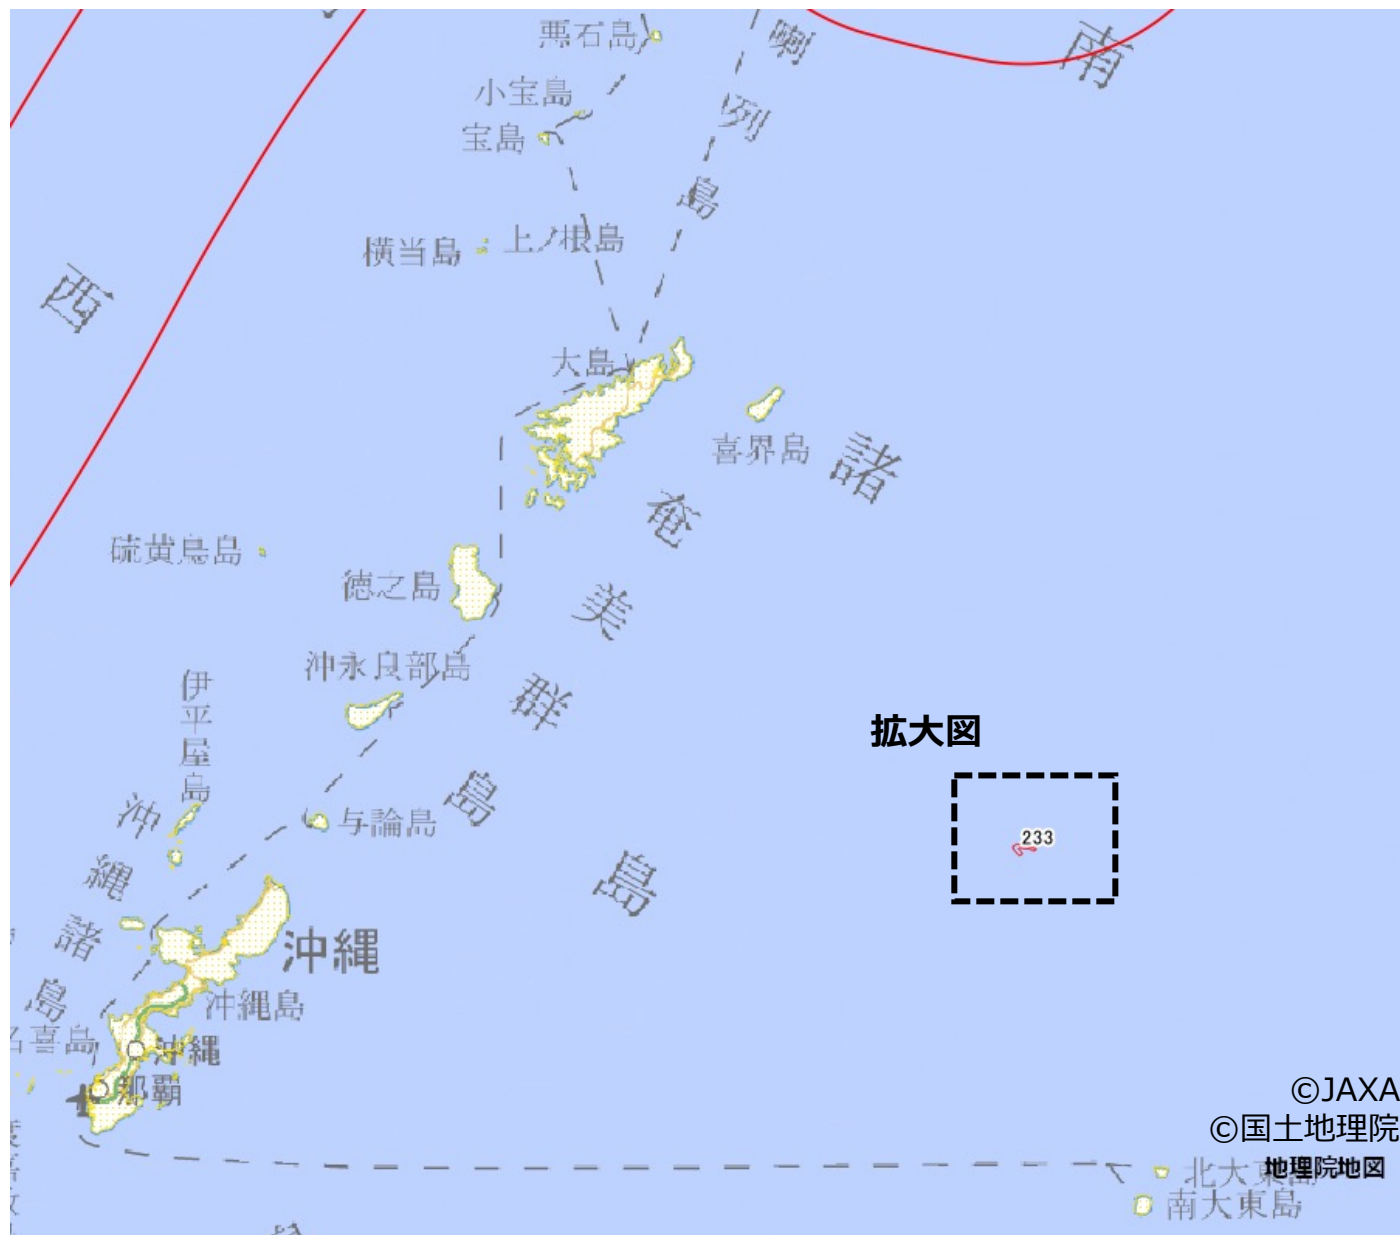 悪石島
小宝島
宝島
喇
列
島
南
西
諸
島
横当島
上ノ根島
大島
喜界島
奄
美
群
島
硫黄鳥島
徳之島
沖永良部島
伊平屋島
与論島
沖
縄
諸
島
沖縄
沖縄島
沖縄
那覇
拡大図
233
©JAXA
©国土地理院
地理院地図
北大東島
南大東島